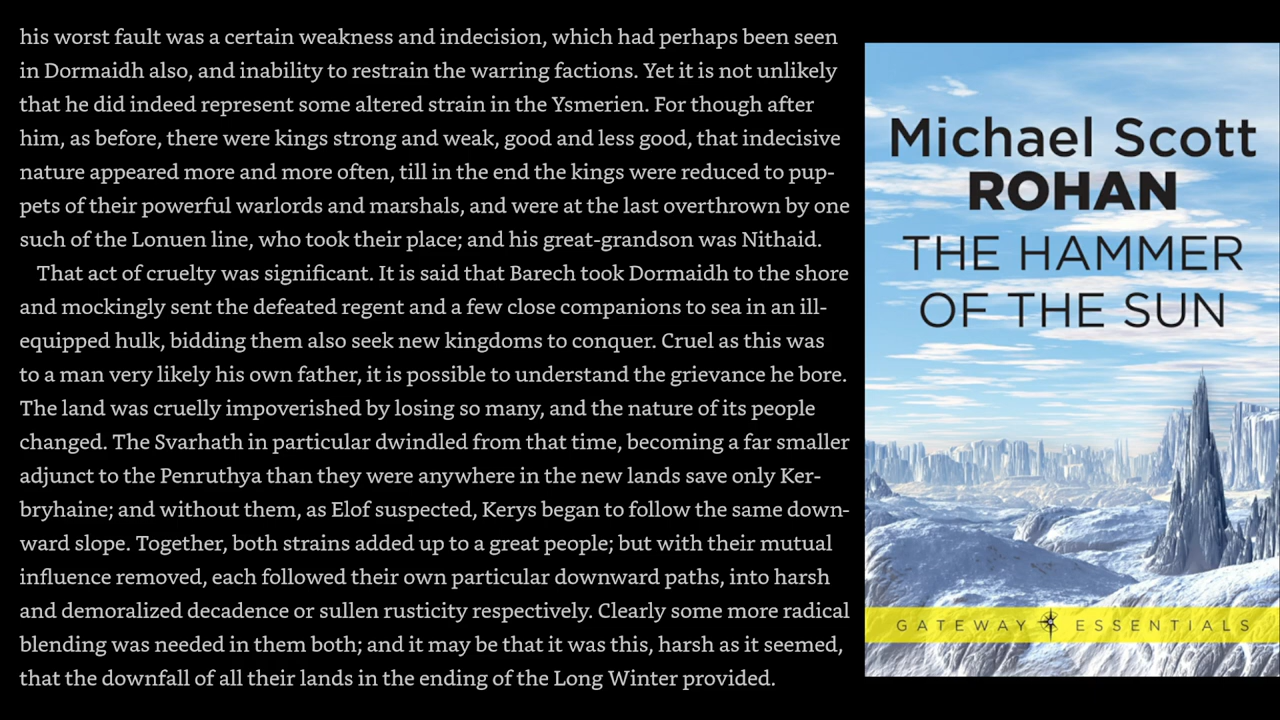 his worst fault was a certain weakness and indecision, which had perhaps been seen
in Dormaidh also, and inability to restrain the warring factions. Yet it is not unlikely
that he did indeed represent some altered strain in the Ysmerien. For though after
him, as before, there were kings strong and weak, good and less good, that indecisive
nature appeared more and more often, till in the end the kings were reduced to pup-
pets of their powerful warlords and marshals, and were at the last overthrown by one
such of the Lonuen line, who took their place; and his great-grandson was Nithaid.
That act of cruelty was significant. It is said that Barech took Dormaidh to the shore
and mockingly sent the defeated regent and a few close companions to sea in an ill-
equipped hulk, bidding them also seek new kingdoms to conquer. Cruel as this was
to a man very likely his own father, it is possible to understand the grievance he bore.
The land was cruelly impoverished by losing so many, and the nature of its people
changed. The Svarhath in particular dwindled from that time, becoming a far smaller
adjunct to the Penruthya than they were anywhere in the new lands save only Ker-
bryhaine; and without them, as Elof suspected, Kerys began to follow the same down-
ward slope. Together, both strains added up to a great people; but with their mutual
influence removed, each followed their own particular downward paths, into harsh
and demoralized decadence or sullen rusticity respectively. Clearly some more radical
blending was needed in them both; and it may be that it was this, harsh as it seemed,
that the downfall of all their lands in the ending of the Long Winter provided.
Michael Scott
ROHAN
THE HAMMER
OF THE SUN
GATEWAY ESSENTIALS